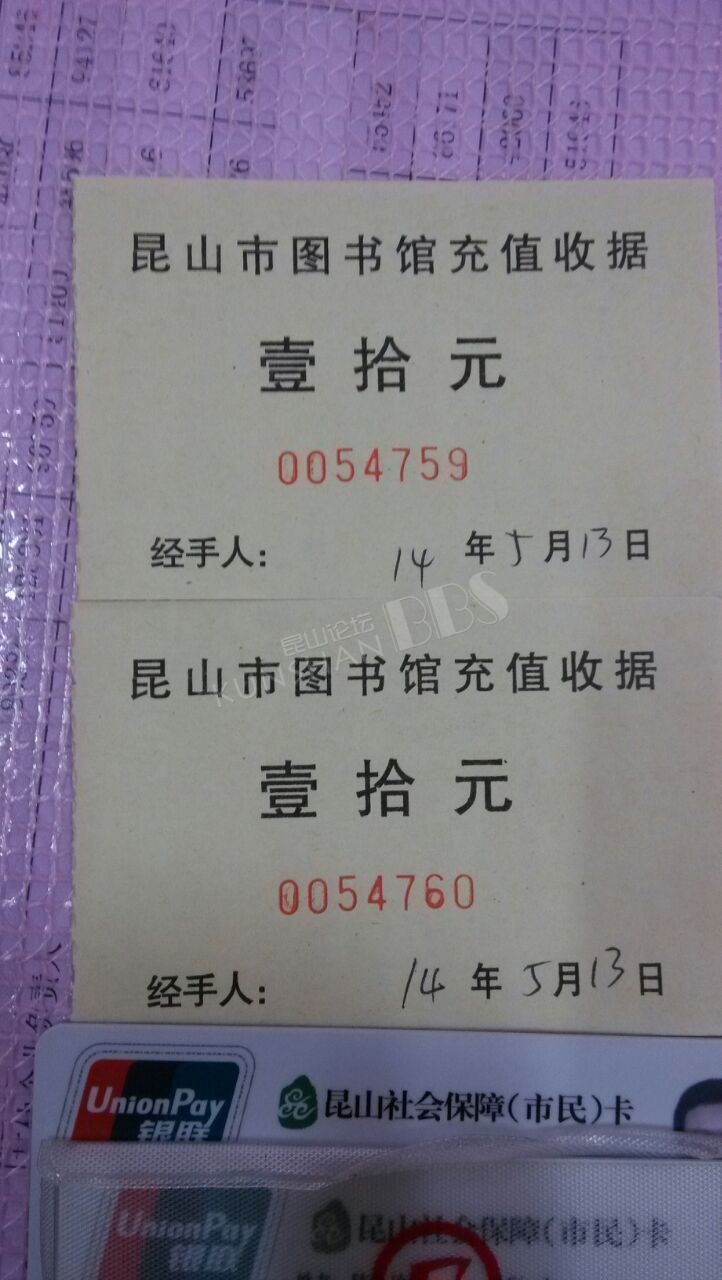 昆山市图书馆充值收据
壹拾元
0054759
经手人： 14年5月13日
昆山论坛 BBS
KUNSHAN
昆山市图书馆充值收据
壹拾元
0054760
经手人： 14年5月13日
UnionPay
银联
昆山社会保障（市民）卡
UnionPay
银联
昆山社会保障（市民）卡